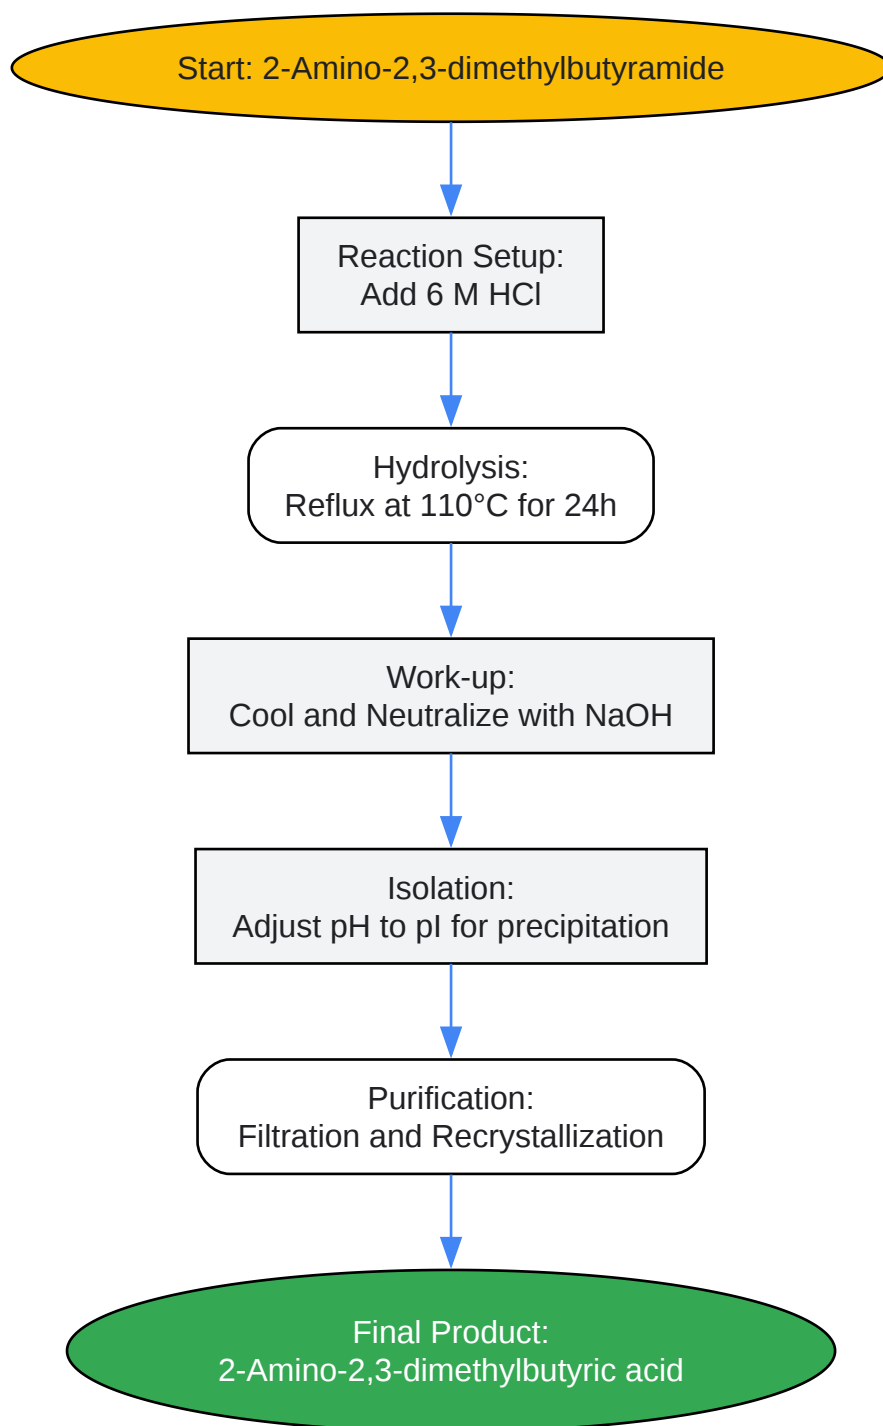 Start: 2-Amino-2,3-dimethylbutyramide
Reaction Setup:
Add 6 M HCl
Hydrolysis:
Reflux at 110°C for 24h
Work-up:
Cool and Neutralize with NaOH
Isolation:
Adjust pH to pI for precipitation
Purification:
Filtration and Recrystallization
Final Product:
2-Amino-2,3-dimethylbutyric acid